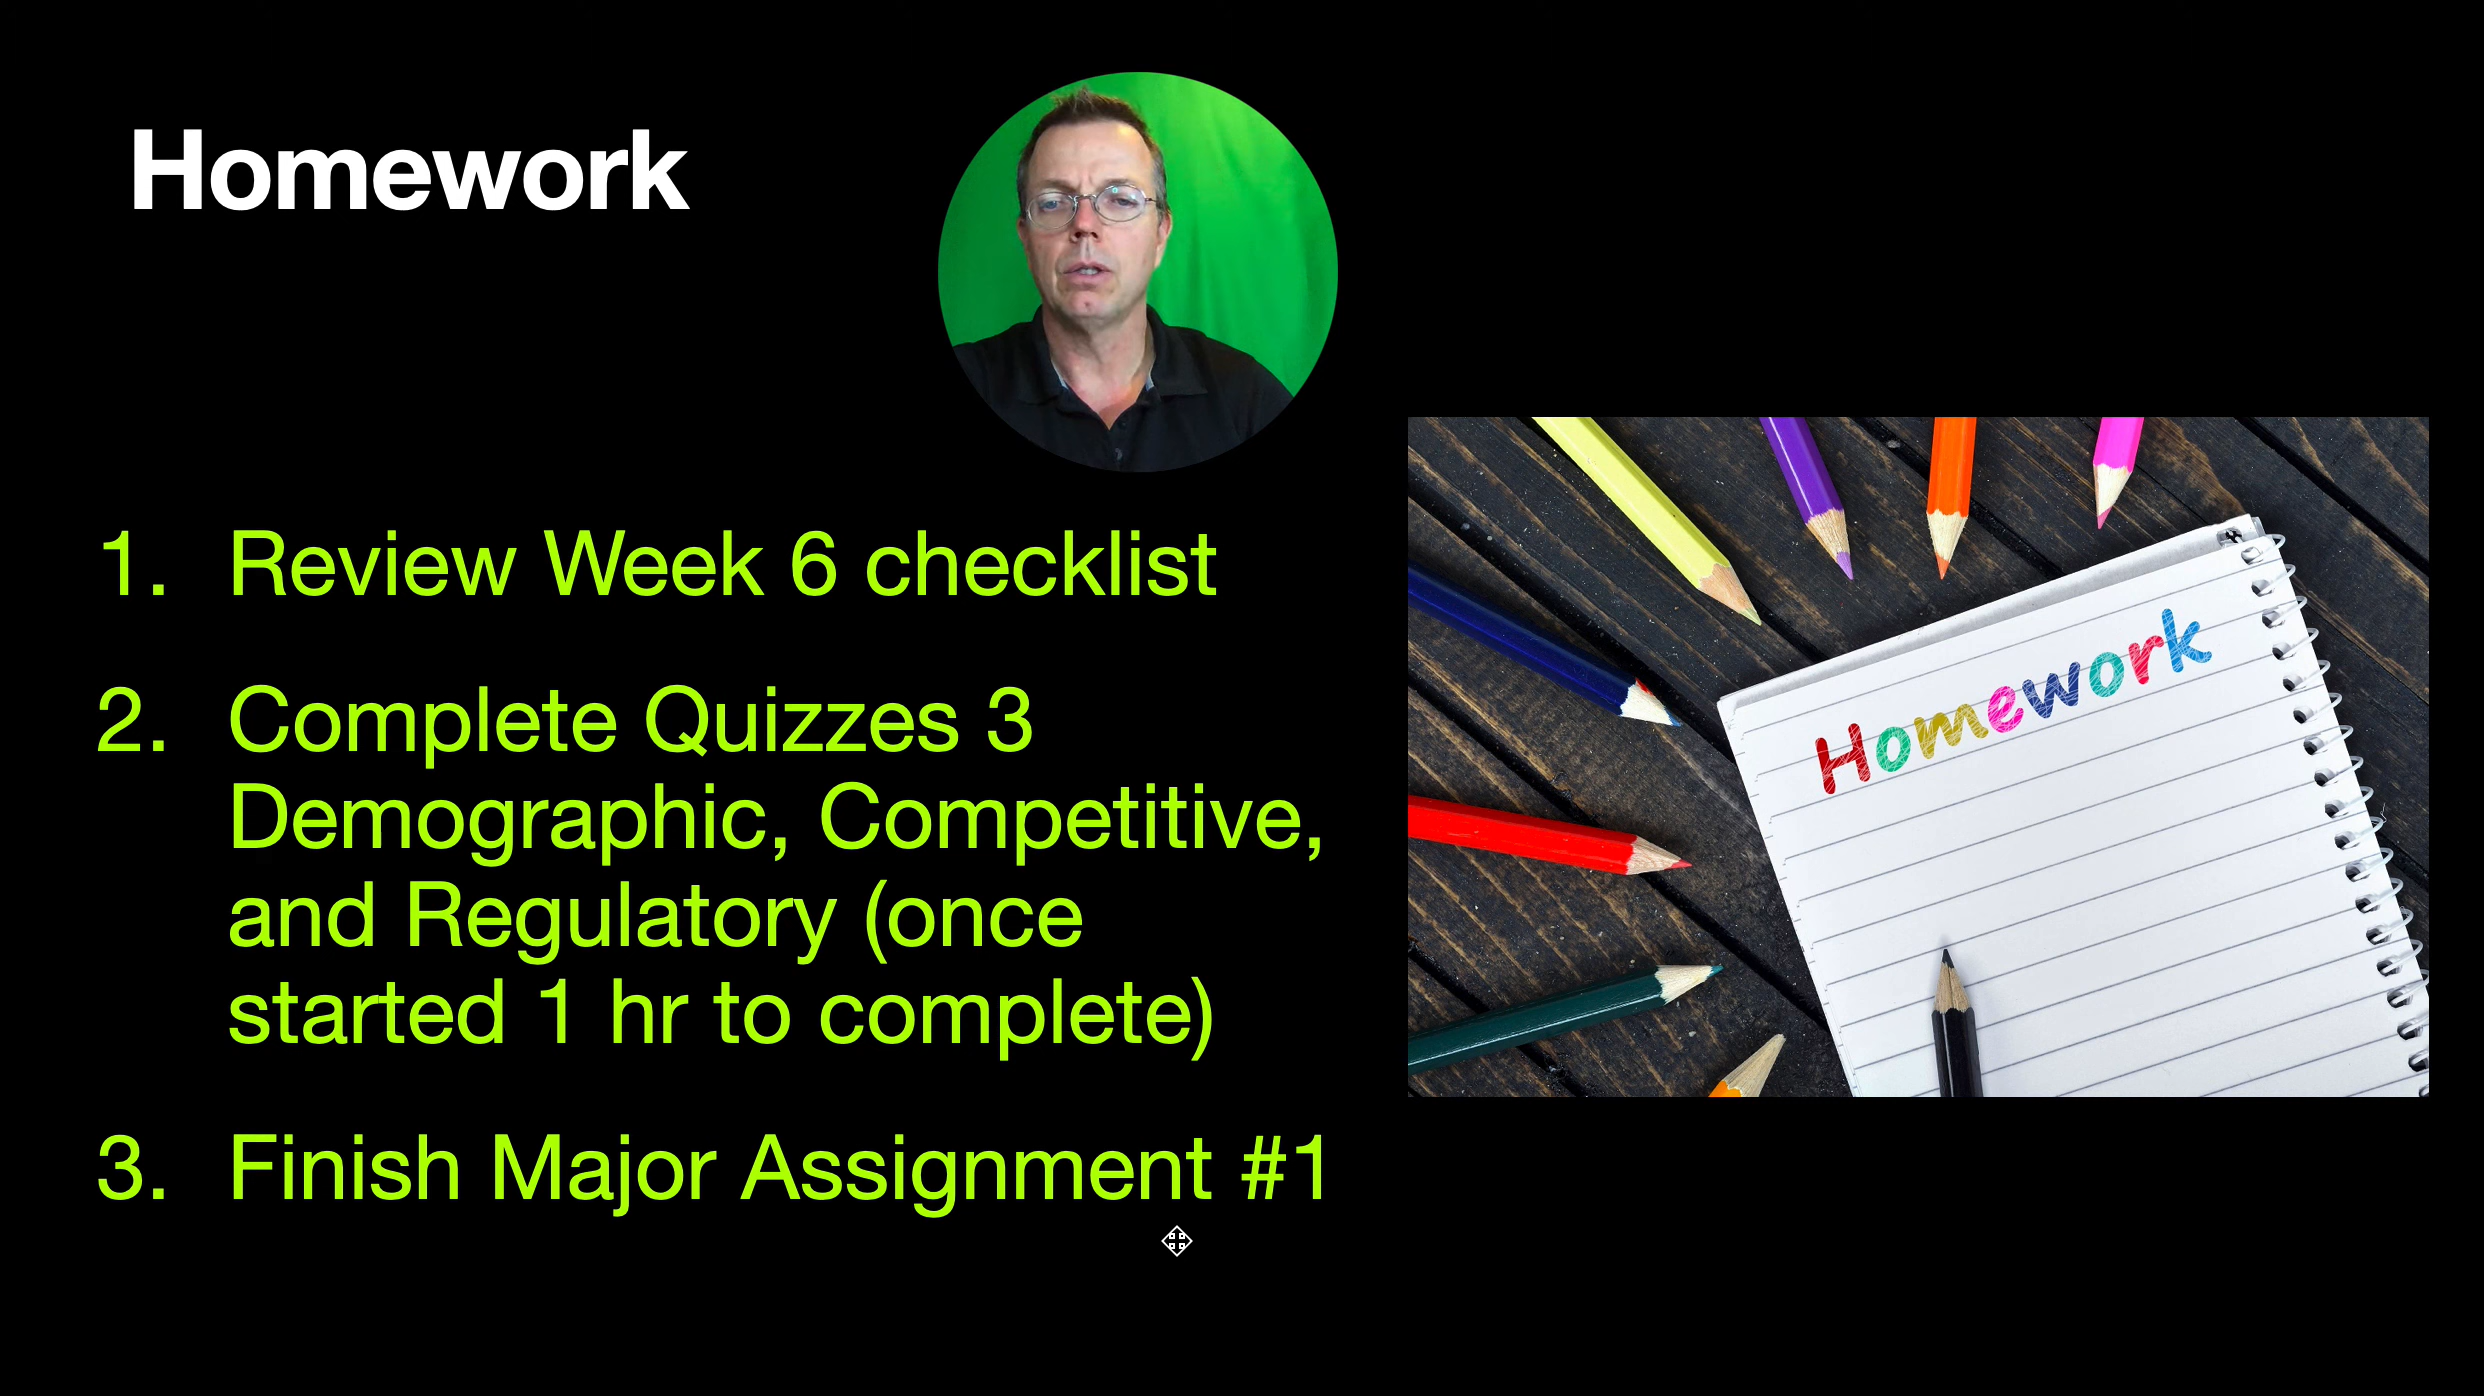 Homework
1. Review Week 6 checklist
2. Complete Quizzes 3
Demographic, Competitive,
and Regulatory (once
started 1 hr to complete)
3. Finish Major Assignment #1
Homework